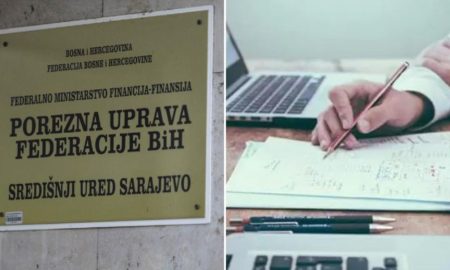 BOSNA i HERCEGOVINA
FEDERACIJA BOSNE i HERCEGOVINE
FEDERALNO MINISTARSTVO FINANCIJA-FINANSIJA
POREZNA UPRAVA
FEDERACIJE BiH
SREDIŠNJI URED SARAJEVO